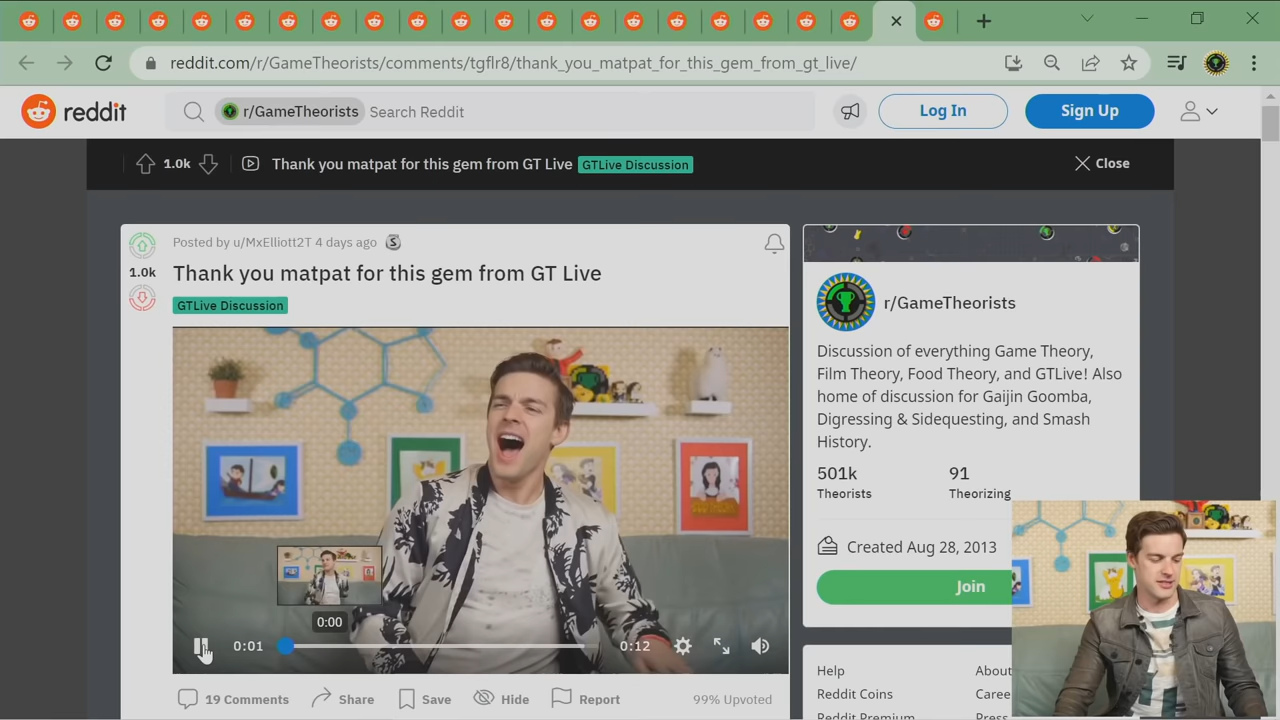 reddit.com/r/GameTheorists/comments/tgflr8/thank_you_matpat_for_this_gem_from_gt_live/
reddit
r/GameTheorists
Search Reddit
Log In
Sign Up
1.0k
Thank you matpat for this gem from GT Live
GTLive Discussion
Close
Posted by u/MxElliott2T 4 days ago
1.0k
Thank you matpat for this gem from GT Live
GTLive Discussion
0:00
0:01
0:12
19 Comments
Share
Save
Hide
Report
99% Upvoted
r/GameTheorists
Discussion of everything Game Theory,
Film Theory, Food Theory, and GTLive! Also
home of discussion for Gaijin Goomba,
Digressing & Sidequesting, and Smash
History.
501k
Theorists
91
Theorizing
Created Aug 28, 2013
Join
Help
About
Reddit Coins
Caree
Reddit Premium
Press